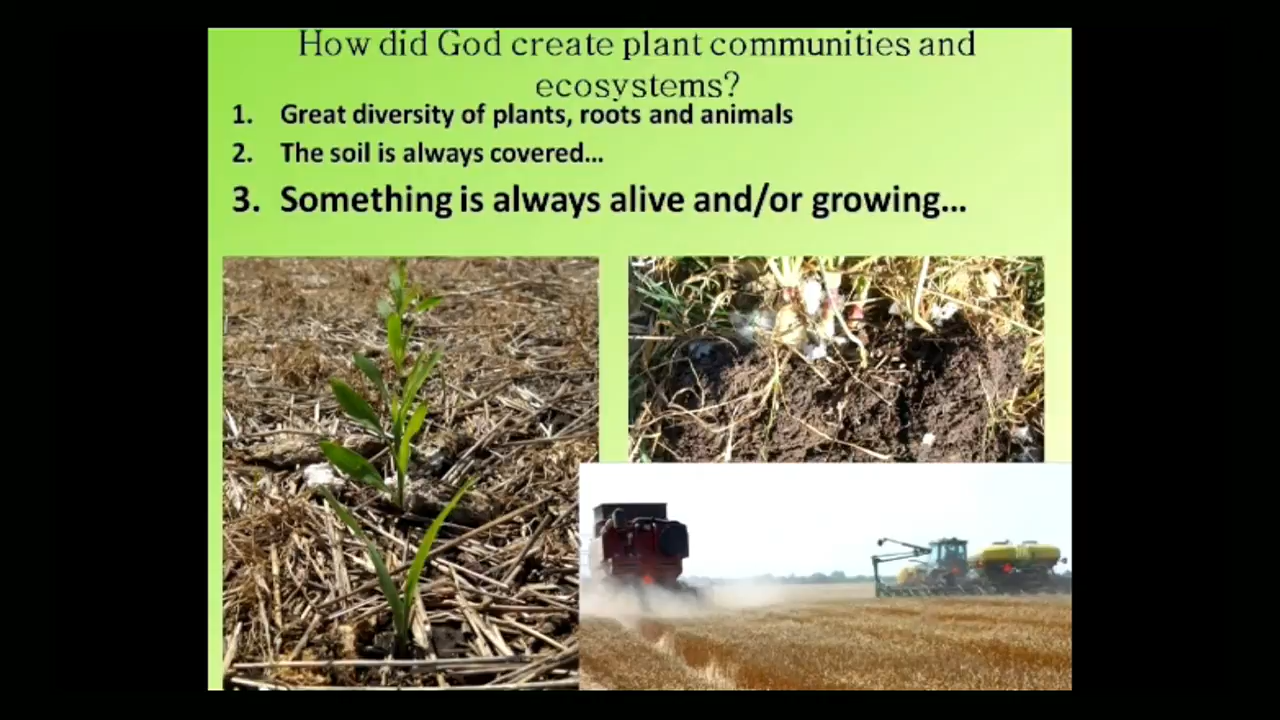 How did God create plant communities and
ecosystems?
1. Great diversity of plants, roots and animals
2. The soil is always covered...
3. Something is always alive and/or growing...